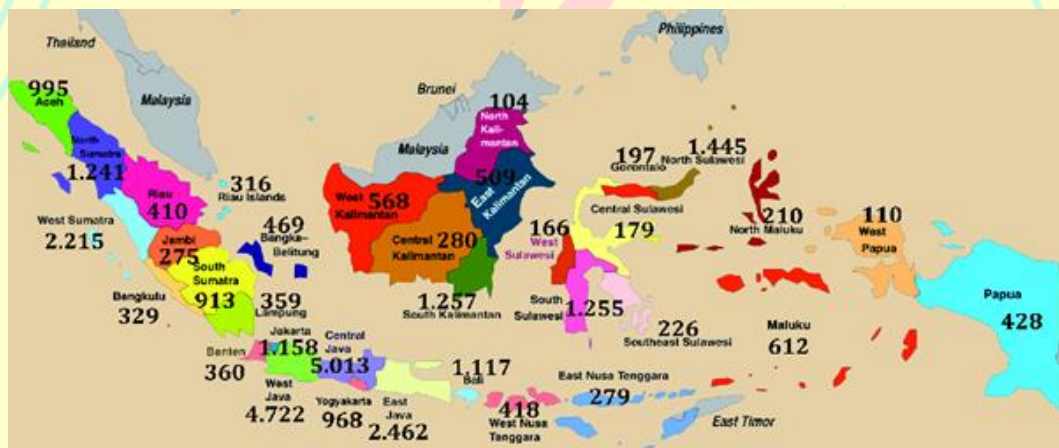 Thailand
Philippines
995
Aceh
Malaysia
Brunei
104
North
Kali-
mantan
Malaysia
North
Sumatra
1.241
197
Gorontalo
1.445
North Sulawesi
316
Riau Islands
Riau
410
West
Kalimantan
568
509
East
Kalimantan
Central Sulawesi
179
210
North Maluku
110
West
Papua
West Sumatra
2.215
469
Bangka-
Belitung
Jambi
275
Central
Kalimantan
280
166
West
Sulawesi
South
Sumatra
913
Bengkulu
329
359
Lampung
1.257
South Kalimantan
South
Sulawesi
1.255
226
Southeast Sulawesi
Papua
428
Maluku
612
Jakarta
1.158
Central
Java
5.013
Banten
360
1.117
Bali
East Nusa Tenggara
279
West
Java
4.722
Yogyakarta
968
East
Java
2.462
418
West Nusa
Tenggara
East Timor